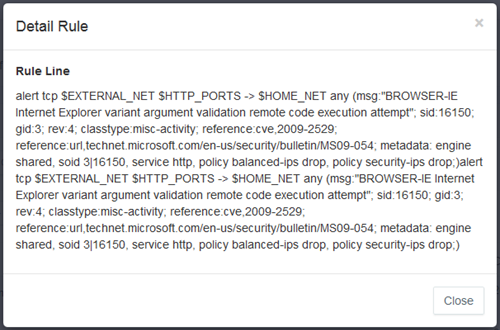 Detail Rule
×
Rule Line
alert tcp $EXTERNAL_NET $HTTP_PORTS -> $HOME_NET any (msg:"BROWSER-IE
Internet Explorer variant argument validation remote code execution attempt"; sid:16150;
gid:3; rev:4; classtype:misc-activity; reference:cve,2009-2529;
reference:url,technet.microsoft.com/en-us/security/bulletin/MS09-054; metadata: engine
shared, soid 3|16150, service http, policy balanced-ips drop, policy security-ips drop;)alert
tcp $EXTERNAL_NET $HTTP_PORTS -> $HOME_NET any (msg:"BROWSER-IE Internet
Explorer variant argument validation remote code execution attempt"; sid:16150; gid:3;
rev:4; classtype:misc-activity; reference:cve,2009-2529;
reference:url,technet.microsoft.com/en-us/security/bulletin/MS09-054; metadata: engine
shared, soid 3|16150, service http, policy balanced-ips drop, policy security-ips drop;)
Close